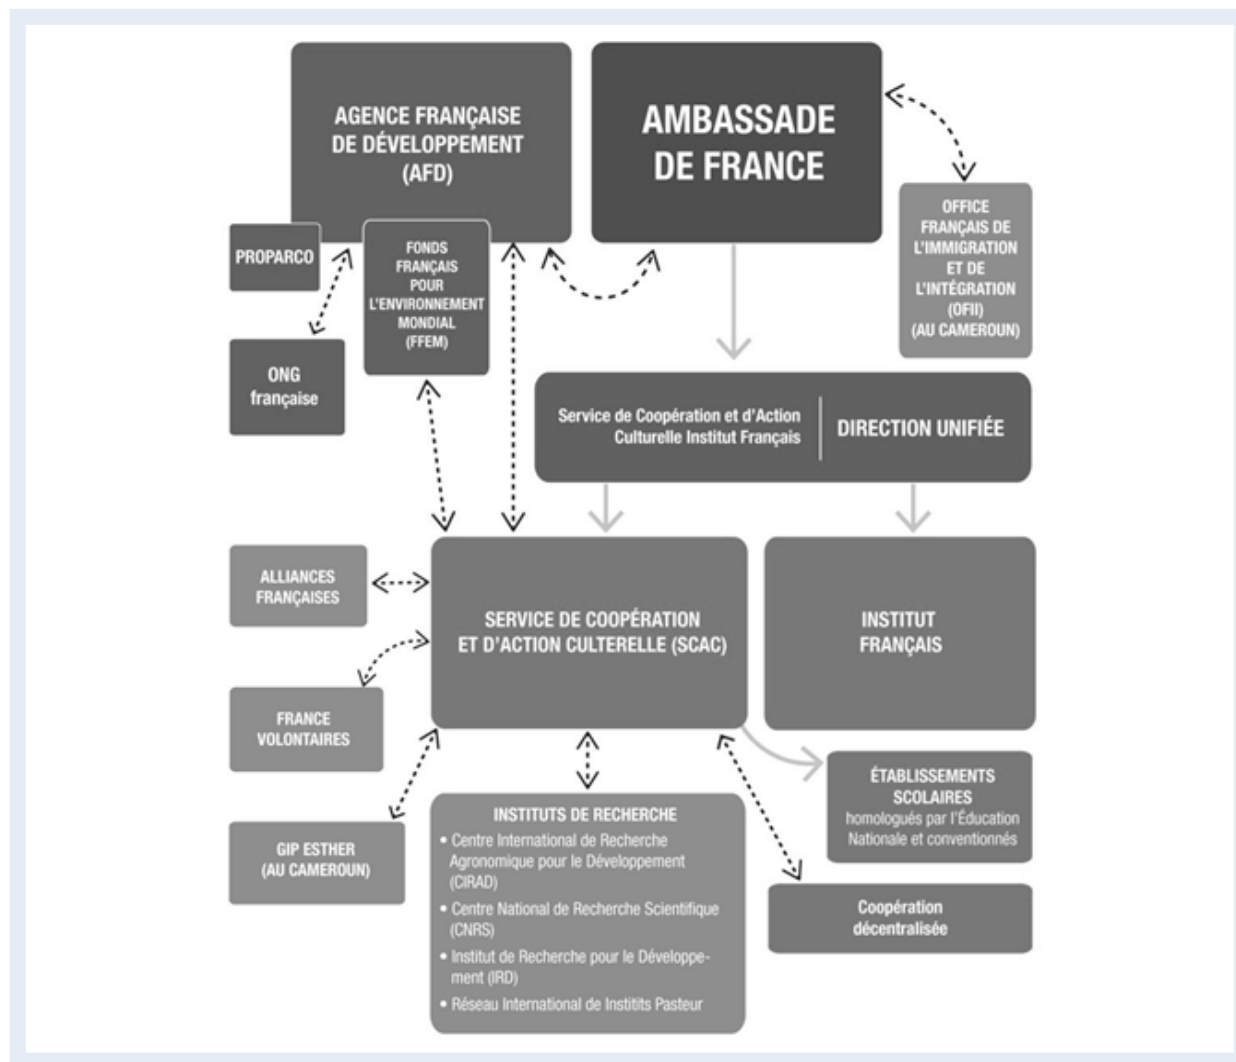 AGENCE FRANÇAISE
DE DÉVELOPPEMENT
(AFD)
AMBASSADE
DE FRANCE
OFFICE
FRANÇAIS DE
L'IMMIGRATION
ET DE
L'INTÉGRATION
(OFII)
(AU CAMEROUN)
PROPARCO
FONDS
FRANÇAIS
POUR
L'ENVIRONNEMENT
MONDIAL
(FFEM)
ONG
française
Service de Coopération et d'Action
Culturelle Institut Français
DIRECTION UNIFIÉE
ALLIANCES
FRANÇAISES
SERVICE DE COOPÉRATION
ET D'ACTION CULTERELLE (SCAC)
INSTITUT
FRANÇAIS
FRANCE
VOLONTAIRES
ÉTABLISSEMENTS
SCOLAIRES
homologués par l'Éducation
Nationale et conventionnés
GIP ESTHER
(AU CAMEROUN)
INSTITUTS DE RECHERCHE
• Centre International de Recherche
Agronomique pour le Développement
(CIRAD)
• Centre National de Recherche Scientifique
(CNRS)
• Institut de Recherche pour le Développe-
ment (IRD)
• Réseau International de Institits Pasteur
Coopération
décentralisée